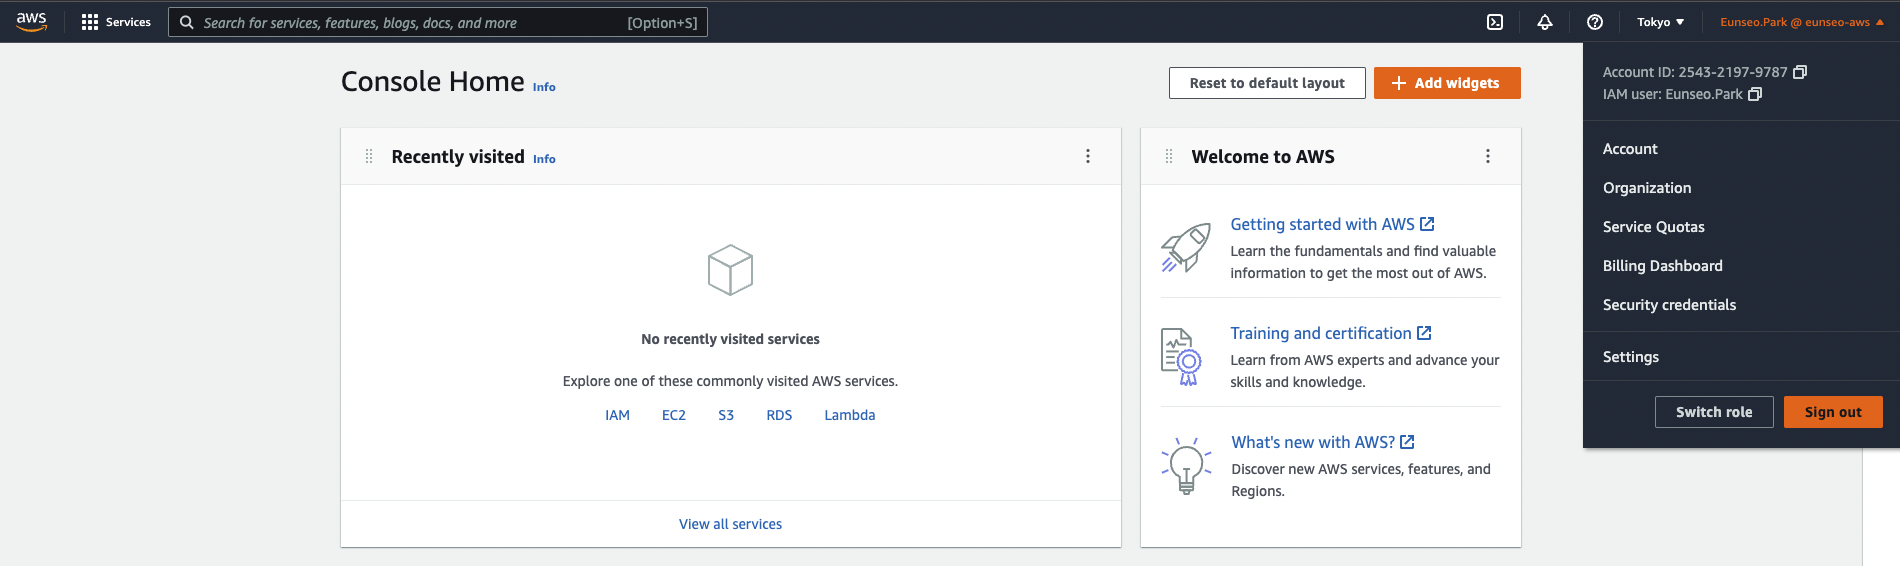 aws
Services
Search for services, features, blogs, docs, and more
[Option+S]
Tokyo
Eunseo.Park @ eunseo-aws
Console Home Info
Reset to default layout
Add widgets
Recently visited Info
No recently visited services
Explore one of these commonly visited AWS services.
IAM EC2 S3 RDS Lambda
View all services
Welcome to AWS
Getting started with AWS
Learn the fundamentals and find valuable
information to get the most out of AWS.
Training and certification
Learn from AWS experts and advance your
skills and knowledge.
What's new with AWS?
Discover new AWS services, features, and
Regions.
Account ID: 2543-2197-9787
IAM user: Eunseo.Park
Account
Organization
Service Quotas
Billing Dashboard
Security credentials
Settings
Switch role
Sign out